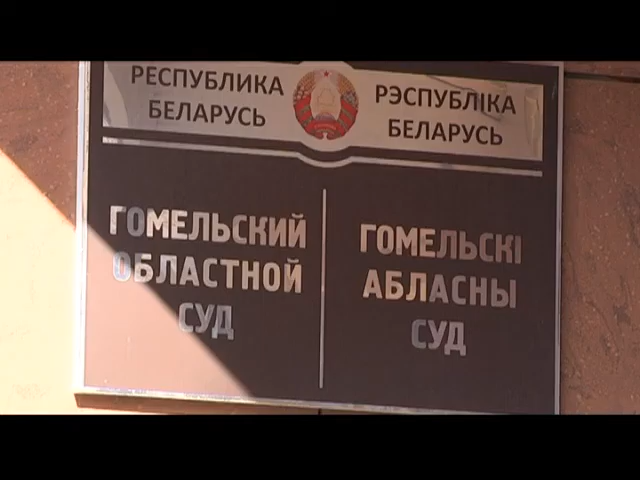 РЕСПУБЛИКА
БЕЛАРУСЬ
РЭСПУБЛІКА
БЕЛАРУСЬ
ГОМЕЛЬСКИЙ
ОБЛАСТНОЙ
СУД
ГОМЕЛЬСКІ
АБЛАСНЫ
СУД